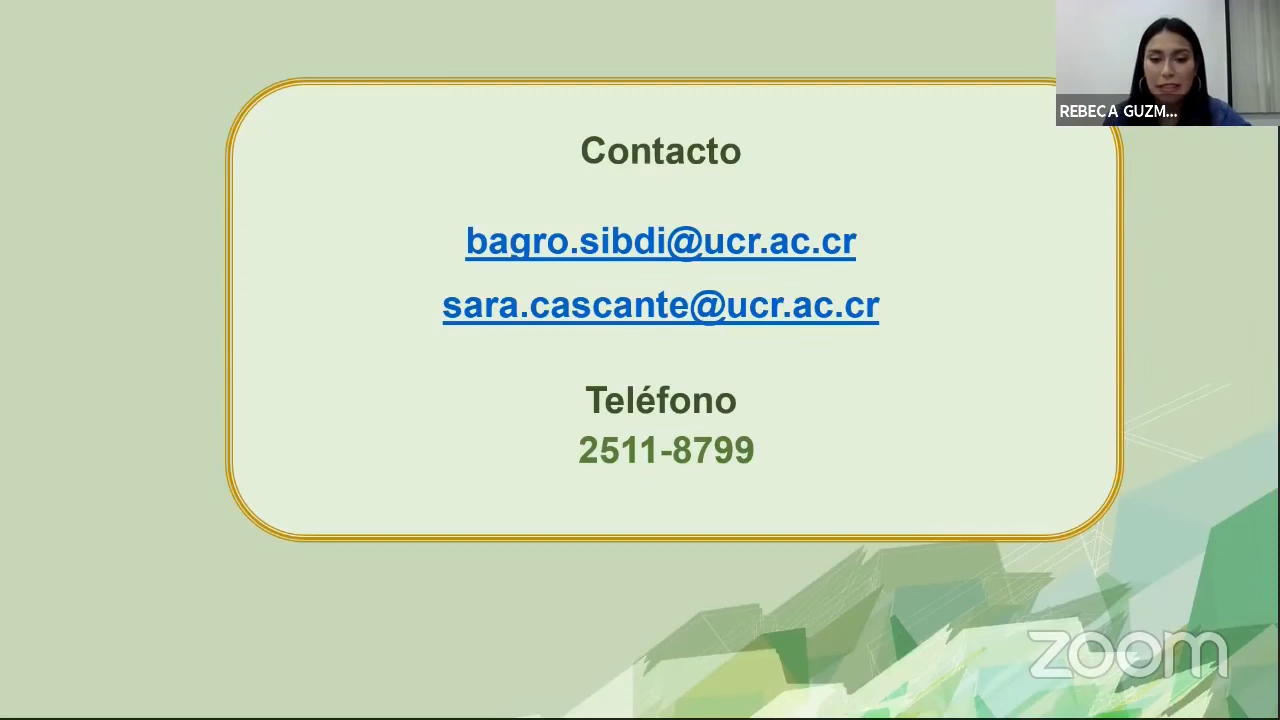 REBECA GUZM...
Contacto
bagro.sibdi@ucr.ac.cr
sara.cascante@ucr.ac.cr
Teléfono
2511-8799
zoom